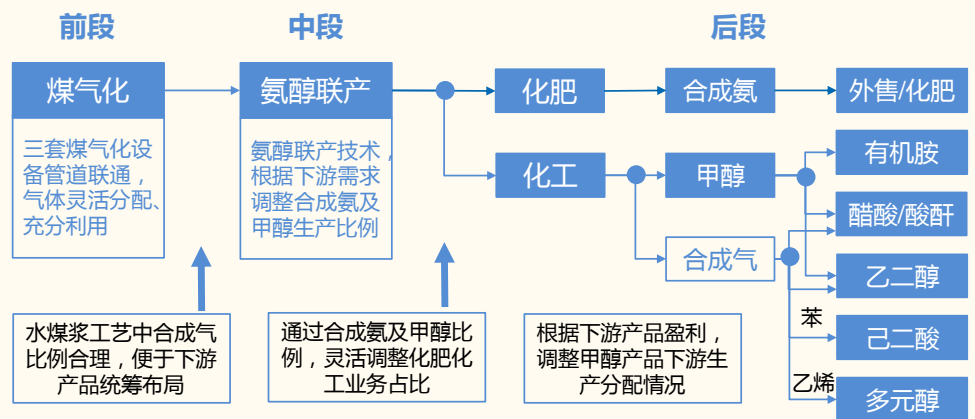 前段
中段
后段
煤气化
氨醇联产
化肥
合成氨
外售/化肥
三套煤气化设
备管道联通，
气体灵活分配、
充分利用
氨醇联产技术，
根据下游需求
调整合成氨及
甲醇生产比例
化工
甲醇
合成气
有机胺
醋酸/酸酐
乙二醇
苯
己二酸
乙烯
多元醇
水煤浆工艺中合成气
比例合理，便于下游
产品统筹布局
通过合成氨及甲醇比
例，灵活调整化肥化
工业务占比
根据下游产品盈利，
调整甲醇产品下游生
产分配情况